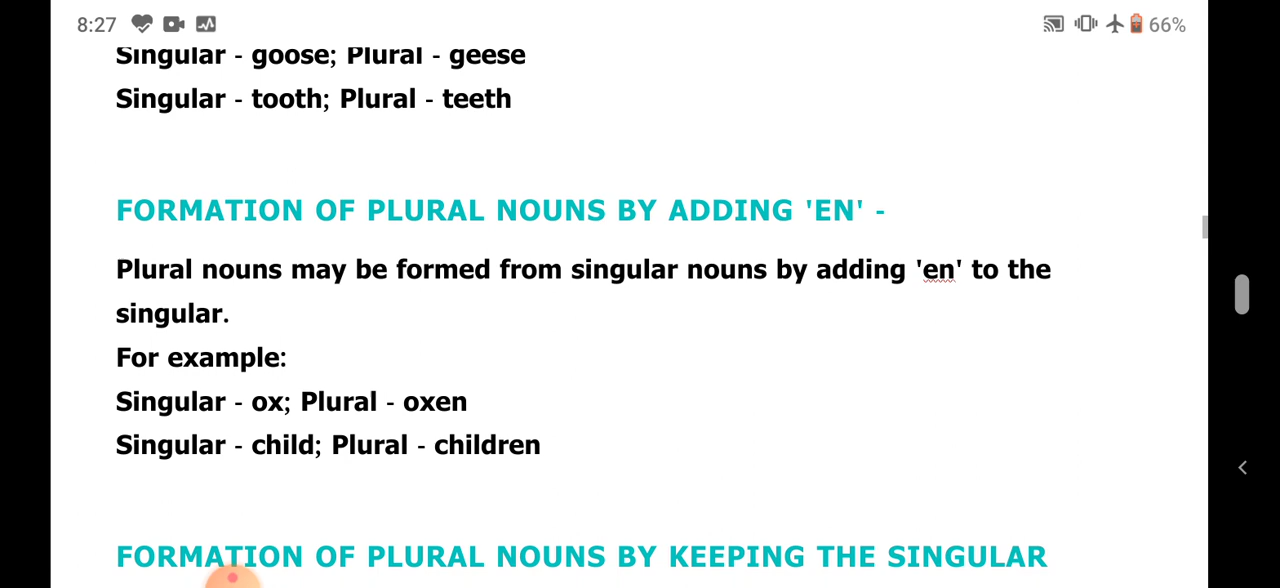 8:27
66%
Singular - goose; Plural - geese
Singular - tooth; Plural - teeth
FORMATION OF PLURAL NOUNS BY ADDING 'EN' -
Plural nouns may be formed from singular nouns by adding 'en' to the
singular.
For example:
Singular - ox; Plural - oxen
Singular - child; Plural - children
FORMATION OF PLURAL NOUNS BY KEEPING THE SINGULAR